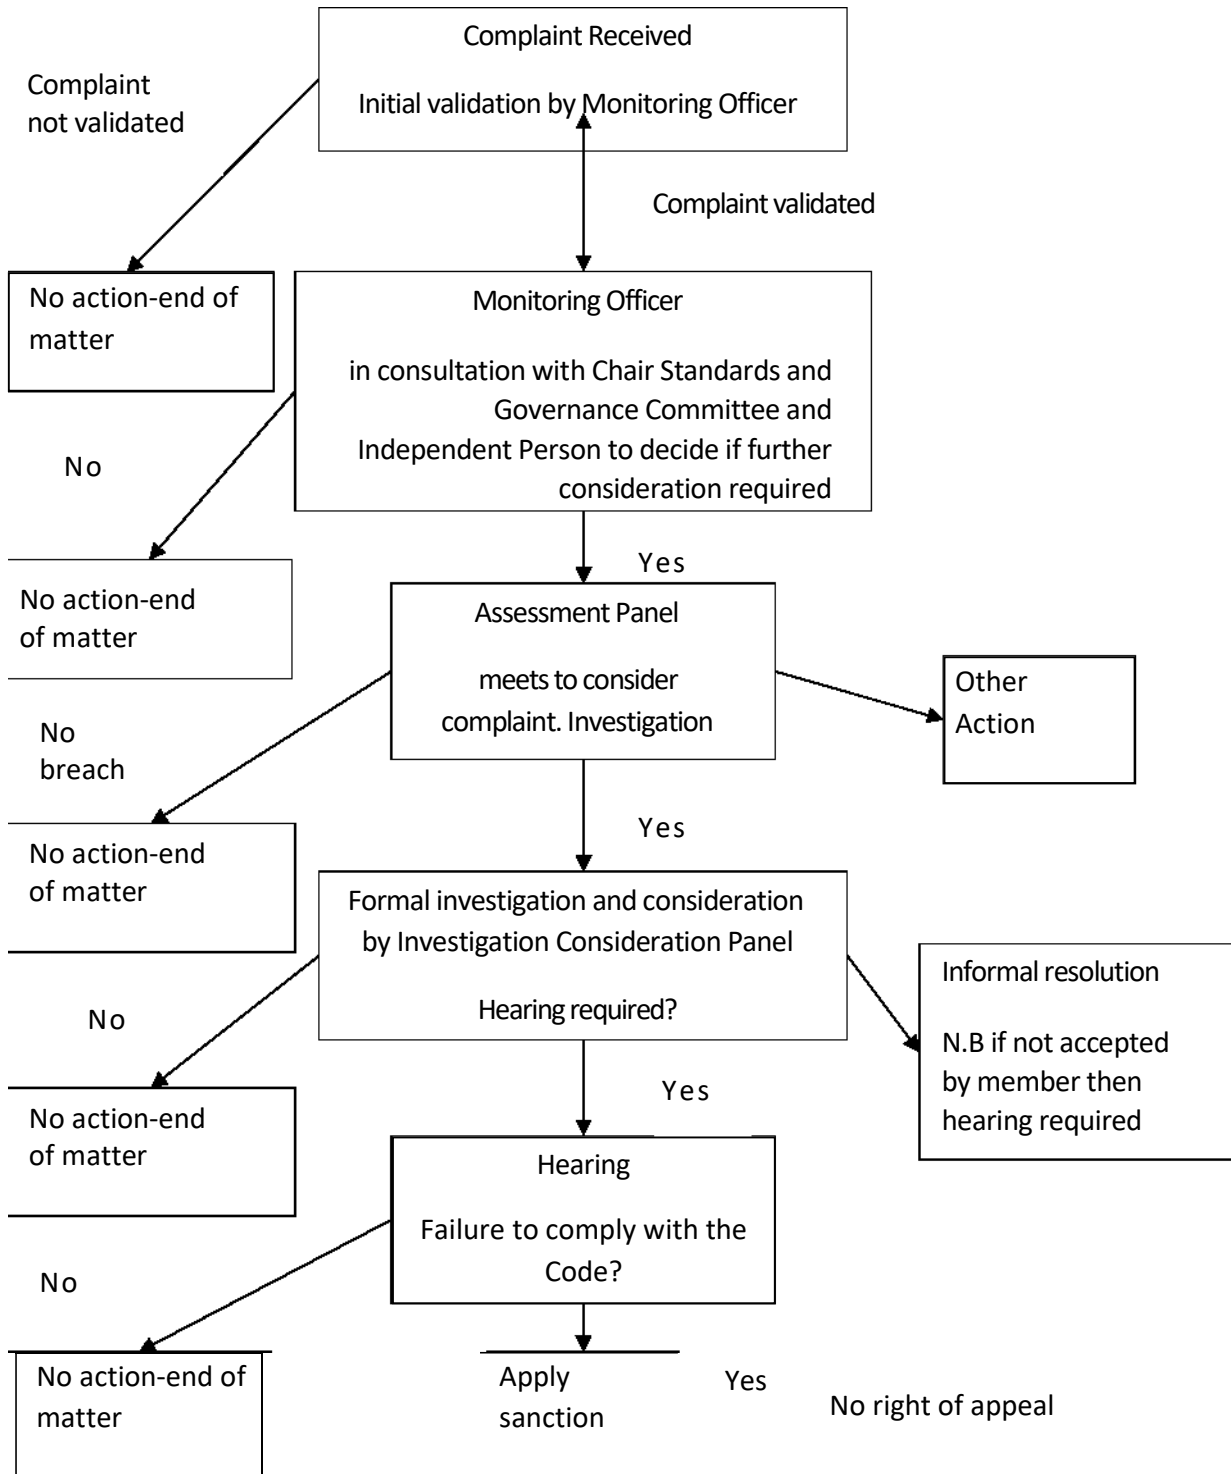 Complaint Received
Initial validation by Monitoring Officer
Complaint
not validated
Complaint validated
No action-end of
matter
Monitoring Officer
in consultation with Chair Standards and
Governance Committee and
Independent Person to decide if further
consideration required
No
Yes
No action-end
of matter
Assessment Panel
meets to consider
complaint. Investigation
Other
Action
No
breach
Yes
No action-end
of matter
Formal investigation and consideration
by Investigation Consideration Panel
Hearing required?
Informal resolution
N.B if not accepted
by member then
hearing required
No
Yes
No action-end
of matter
Hearing
Failure to comply with the
Code?
No
No action-end of
matter
Apply
sanction
Yes
No right of appeal